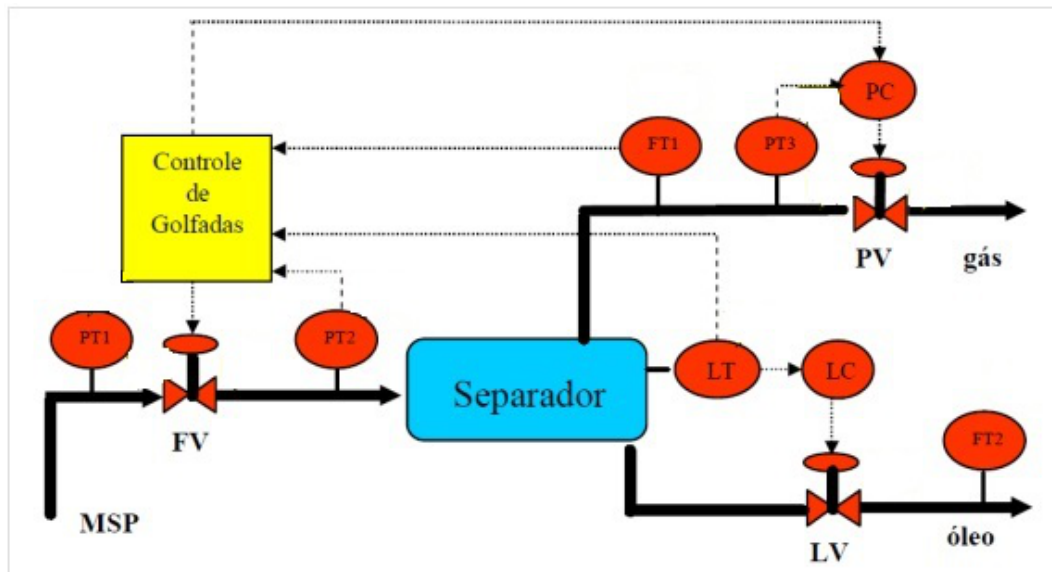 PC
Controle
de
Golfadas
FT1
PT3
PV
gás
PT1
PT2
FV
Separador
LT
LC
FT2
MSP
LV
óleo